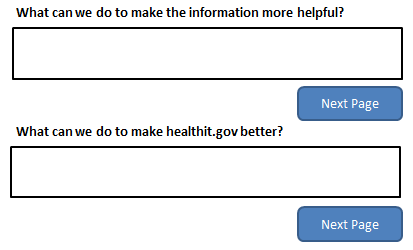 What can we do to make the information more helpful?
Next Page
What can we do to make healthit.gov better?
Next Page